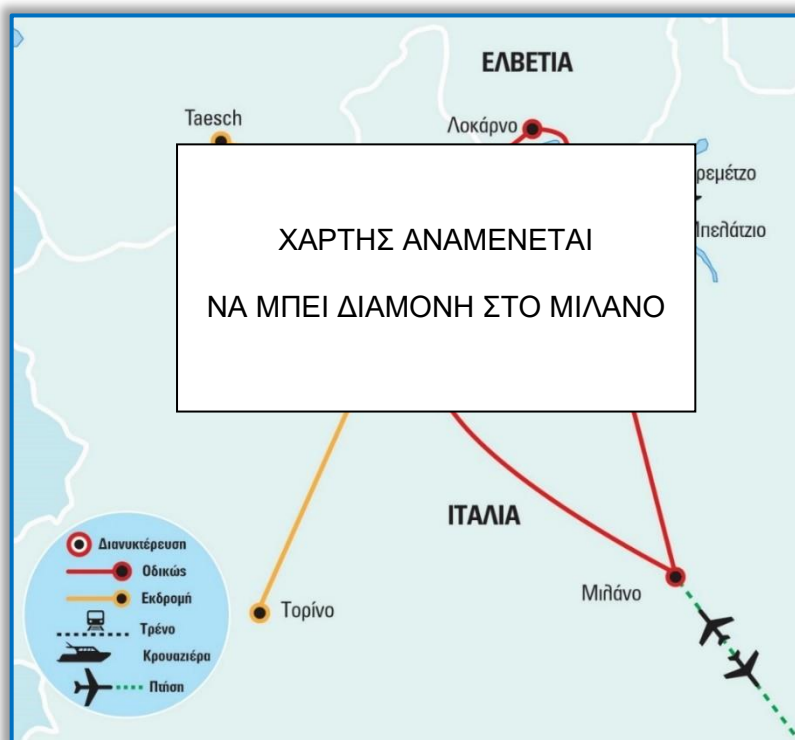 ΕΛΒΕΤΙΑ
Taesch
Λοκάρνο
ρεμέτζο
Μπελάτζιο
ΧΑΡΤΗΣ ΑΝΑΜΕΝΕΤΑΙ
ΝΑ ΜΠΕΙ ΔΙΑΜΟΝΗ ΣΤΟ ΜΙΛΑΝΟ
ΙΤΑΛΙΑ
Μιλάνο
Τορίνο
Διανυκτέρευση
Οδικώς
Εκδρομή
Τρένο
Κρουαζιέρα
Πτήση